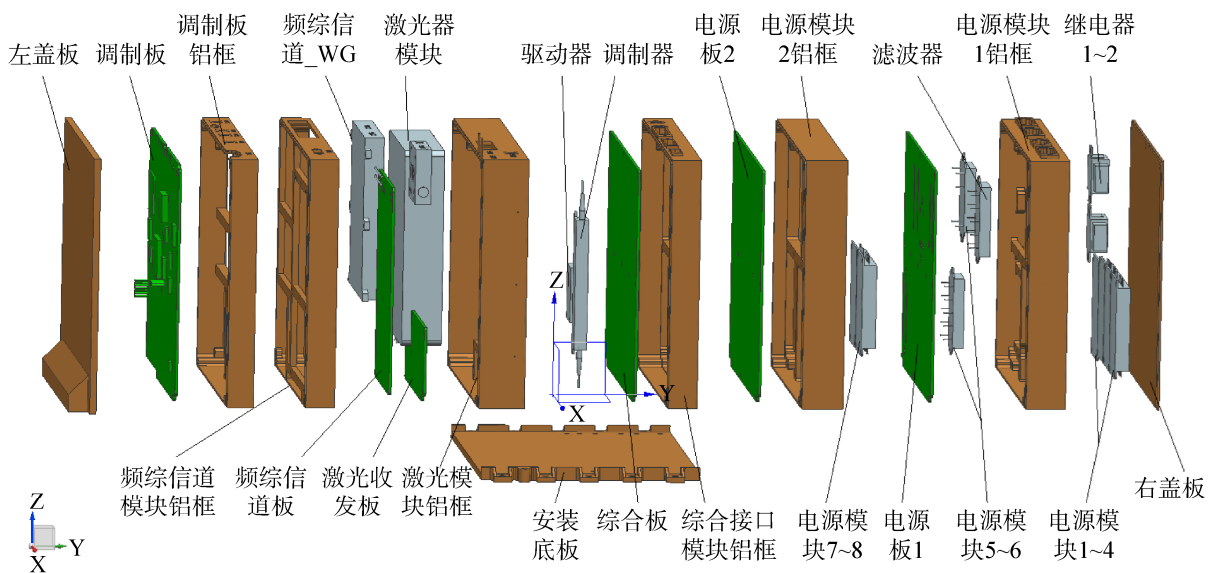 左盖板
调制板
调制板
铝框
频综信
道_WG
激光器
模块
驱动器
调制器
电源
板2
电源模块
2铝框
滤波器
电源模块
1铝框
继电器
1~2
Z
Y
X
频综信道
模块铝框
频综信
道板
激光收
发板
激光模
块铝框
安装
底板
综合板
综合接口
模块铝框
电源模
块7~8
电源
板1
电源模
块5~6
电源模
块1~4
右盖板
Z
Y
X